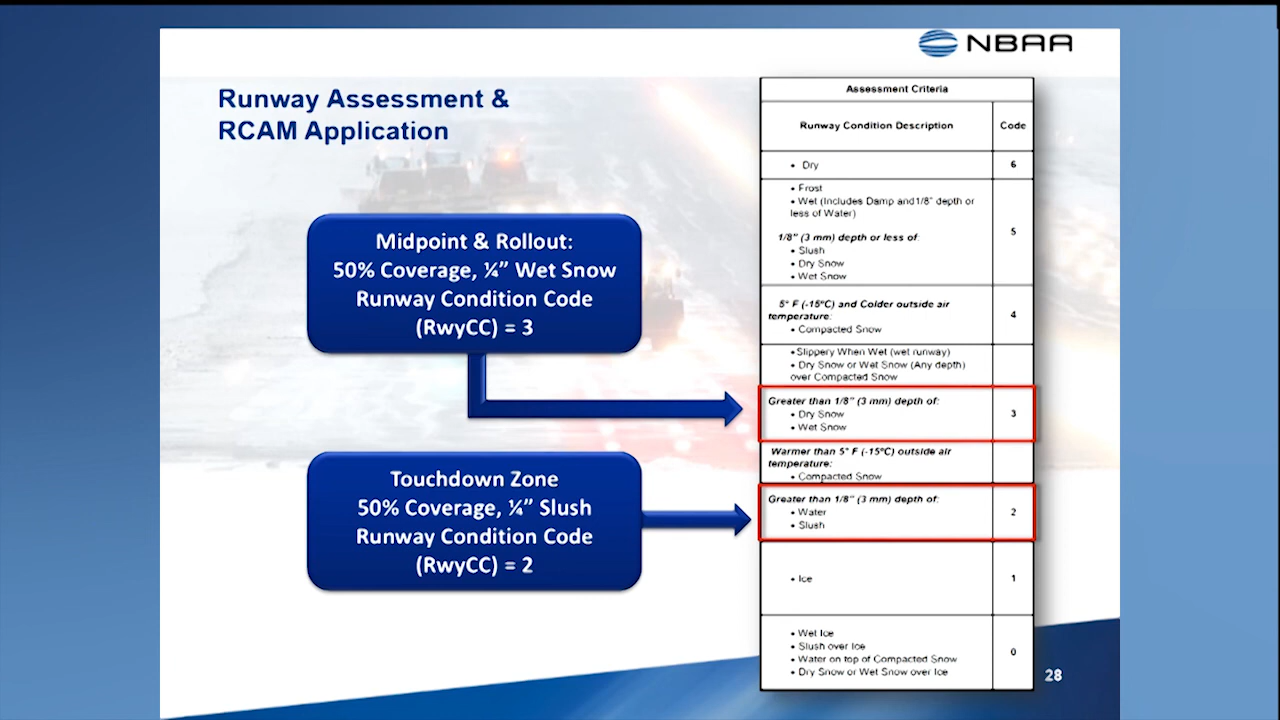 NBAA
Runway Assessment &
RCAM Application
Midpoint & Rollout:
50% Coverage, ¼” Wet Snow
Runway Condition Code
(RwyCC) = 3
Touchdown Zone
50% Coverage, ¼” Slush
Runway Condition Code
(RwyCC) = 2
Assessment Criteria
Runway Condition Description
Code
• Dry
6
• Frost
• Wet (Includes Damp and1/8” depth or
less of Water)
1/8” (3 mm) depth or less of:
• Slush
• Dry Snow
• Wet Snow
5
5° F (-15ºC) and Colder outside air
temperature:
• Compacted Snow
4
• Slippery When Wet (wet runway)
• Dry Snow or Wet Snow (Any depth)
over Compacted Snow
Greater than 1/8” (3 mm) depth of:
• Dry Snow
• Wet Snow
3
Warmer than 5° F (-15ºC) outside air
temperature:
• Compacted Snow
Greater than 1/8” (3 mm) depth of:
• Water
• Slush
2
• Ice
1
• Wet Ice
• Slush over Ice
• Water on top of Compacted Snow
• Dry Snow or Wet Snow over Ice
0
28